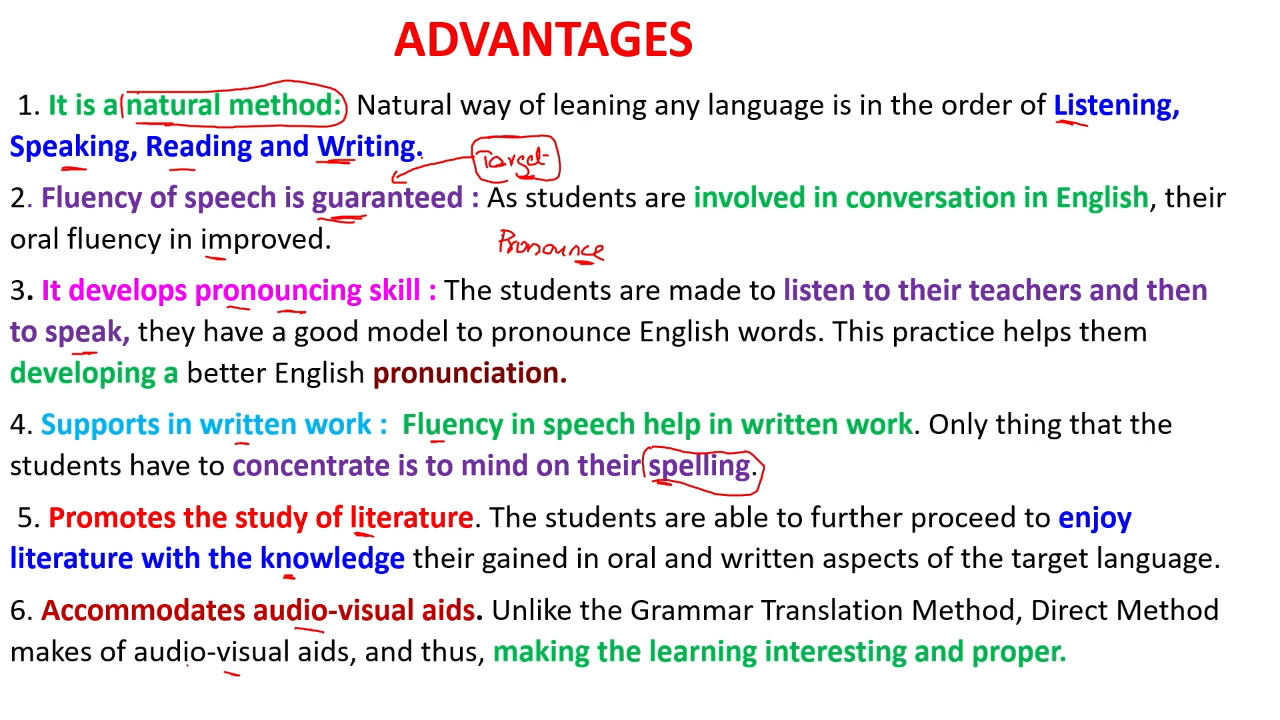 ADVANTAGES
1. It is a natural method: Natural way of leaning any language is in the order of Listening,
Speaking, Reading and Writing.
Target
2. Fluency of speech is guaranteed : As students are involved in conversation in English, their
oral fluency in improved.
Pronounce
3. It develops pronouncing skill : The students are made to listen to their teachers and then
to speak, they have a good model to pronounce English words. This practice helps them
developing a better English pronunciation.
4. Supports in written work : Fluency in speech help in written work. Only thing that the
students have to concentrate is to mind on their spelling.
5. Promotes the study of literature. The students are able to further proceed to enjoy
literature with the knowledge their gained in oral and written aspects of the target language.
6. Accommodates audio-visual aids. Unlike the Grammar Translation Method, Direct Method
makes of audio-visual aids, and thus, making the learning interesting and proper.